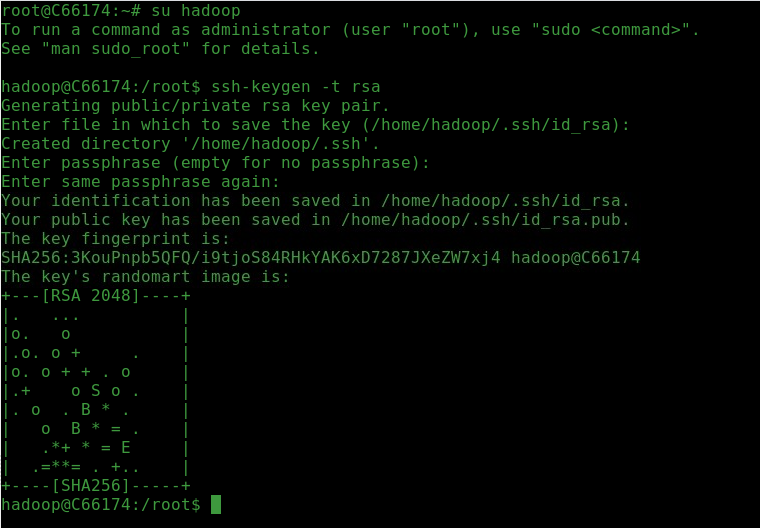 root@C66174:~# su hadoop
To run a command as administrator (user "root"), use "sudo <command>".
See "man sudo_root" for details.

hadoop@C66174:/root$ ssh-keygen -t rsa
Generating public/private rsa key pair.
Enter file in which to save the key (/home/hadoop/.ssh/id_rsa):
Created directory '/home/hadoop/.ssh'.
Enter passphrase (empty for no passphrase):
Enter same passphrase again:
Your identification has been saved in /home/hadoop/.ssh/id_rsa.
Your public key has been saved in /home/hadoop/.ssh/id_rsa.pub.
The key fingerprint is:
SHA256:3KouPnpb5QFQ/i9tjoS84RHkYAK6xD7287JXeZW7xj4 hadoop@C66174
The key's randomart image is:
+---[RSA 2048]----+
|.   ...          |
|o.   o           |
|.o. o +     .    |
|o. o + + . o     |
|.+    o S o .    |
|. o  . B * .     |
|   o  B * = .    |
|   .*+ * = E     |
|  .=**= . +..    |
+----[SHA256]-----+
hadoop@C66174:/root$